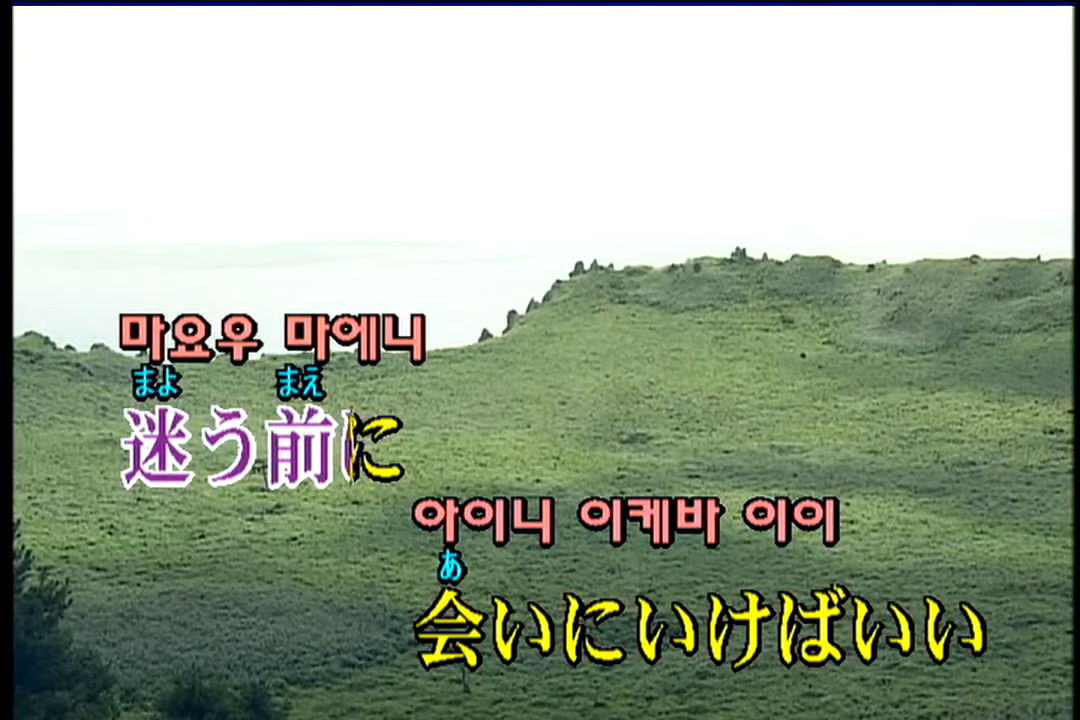 마요우 마에니
まよ まえ
迷う前に
아이니 이케바 이이
あ
会いにいけばいい